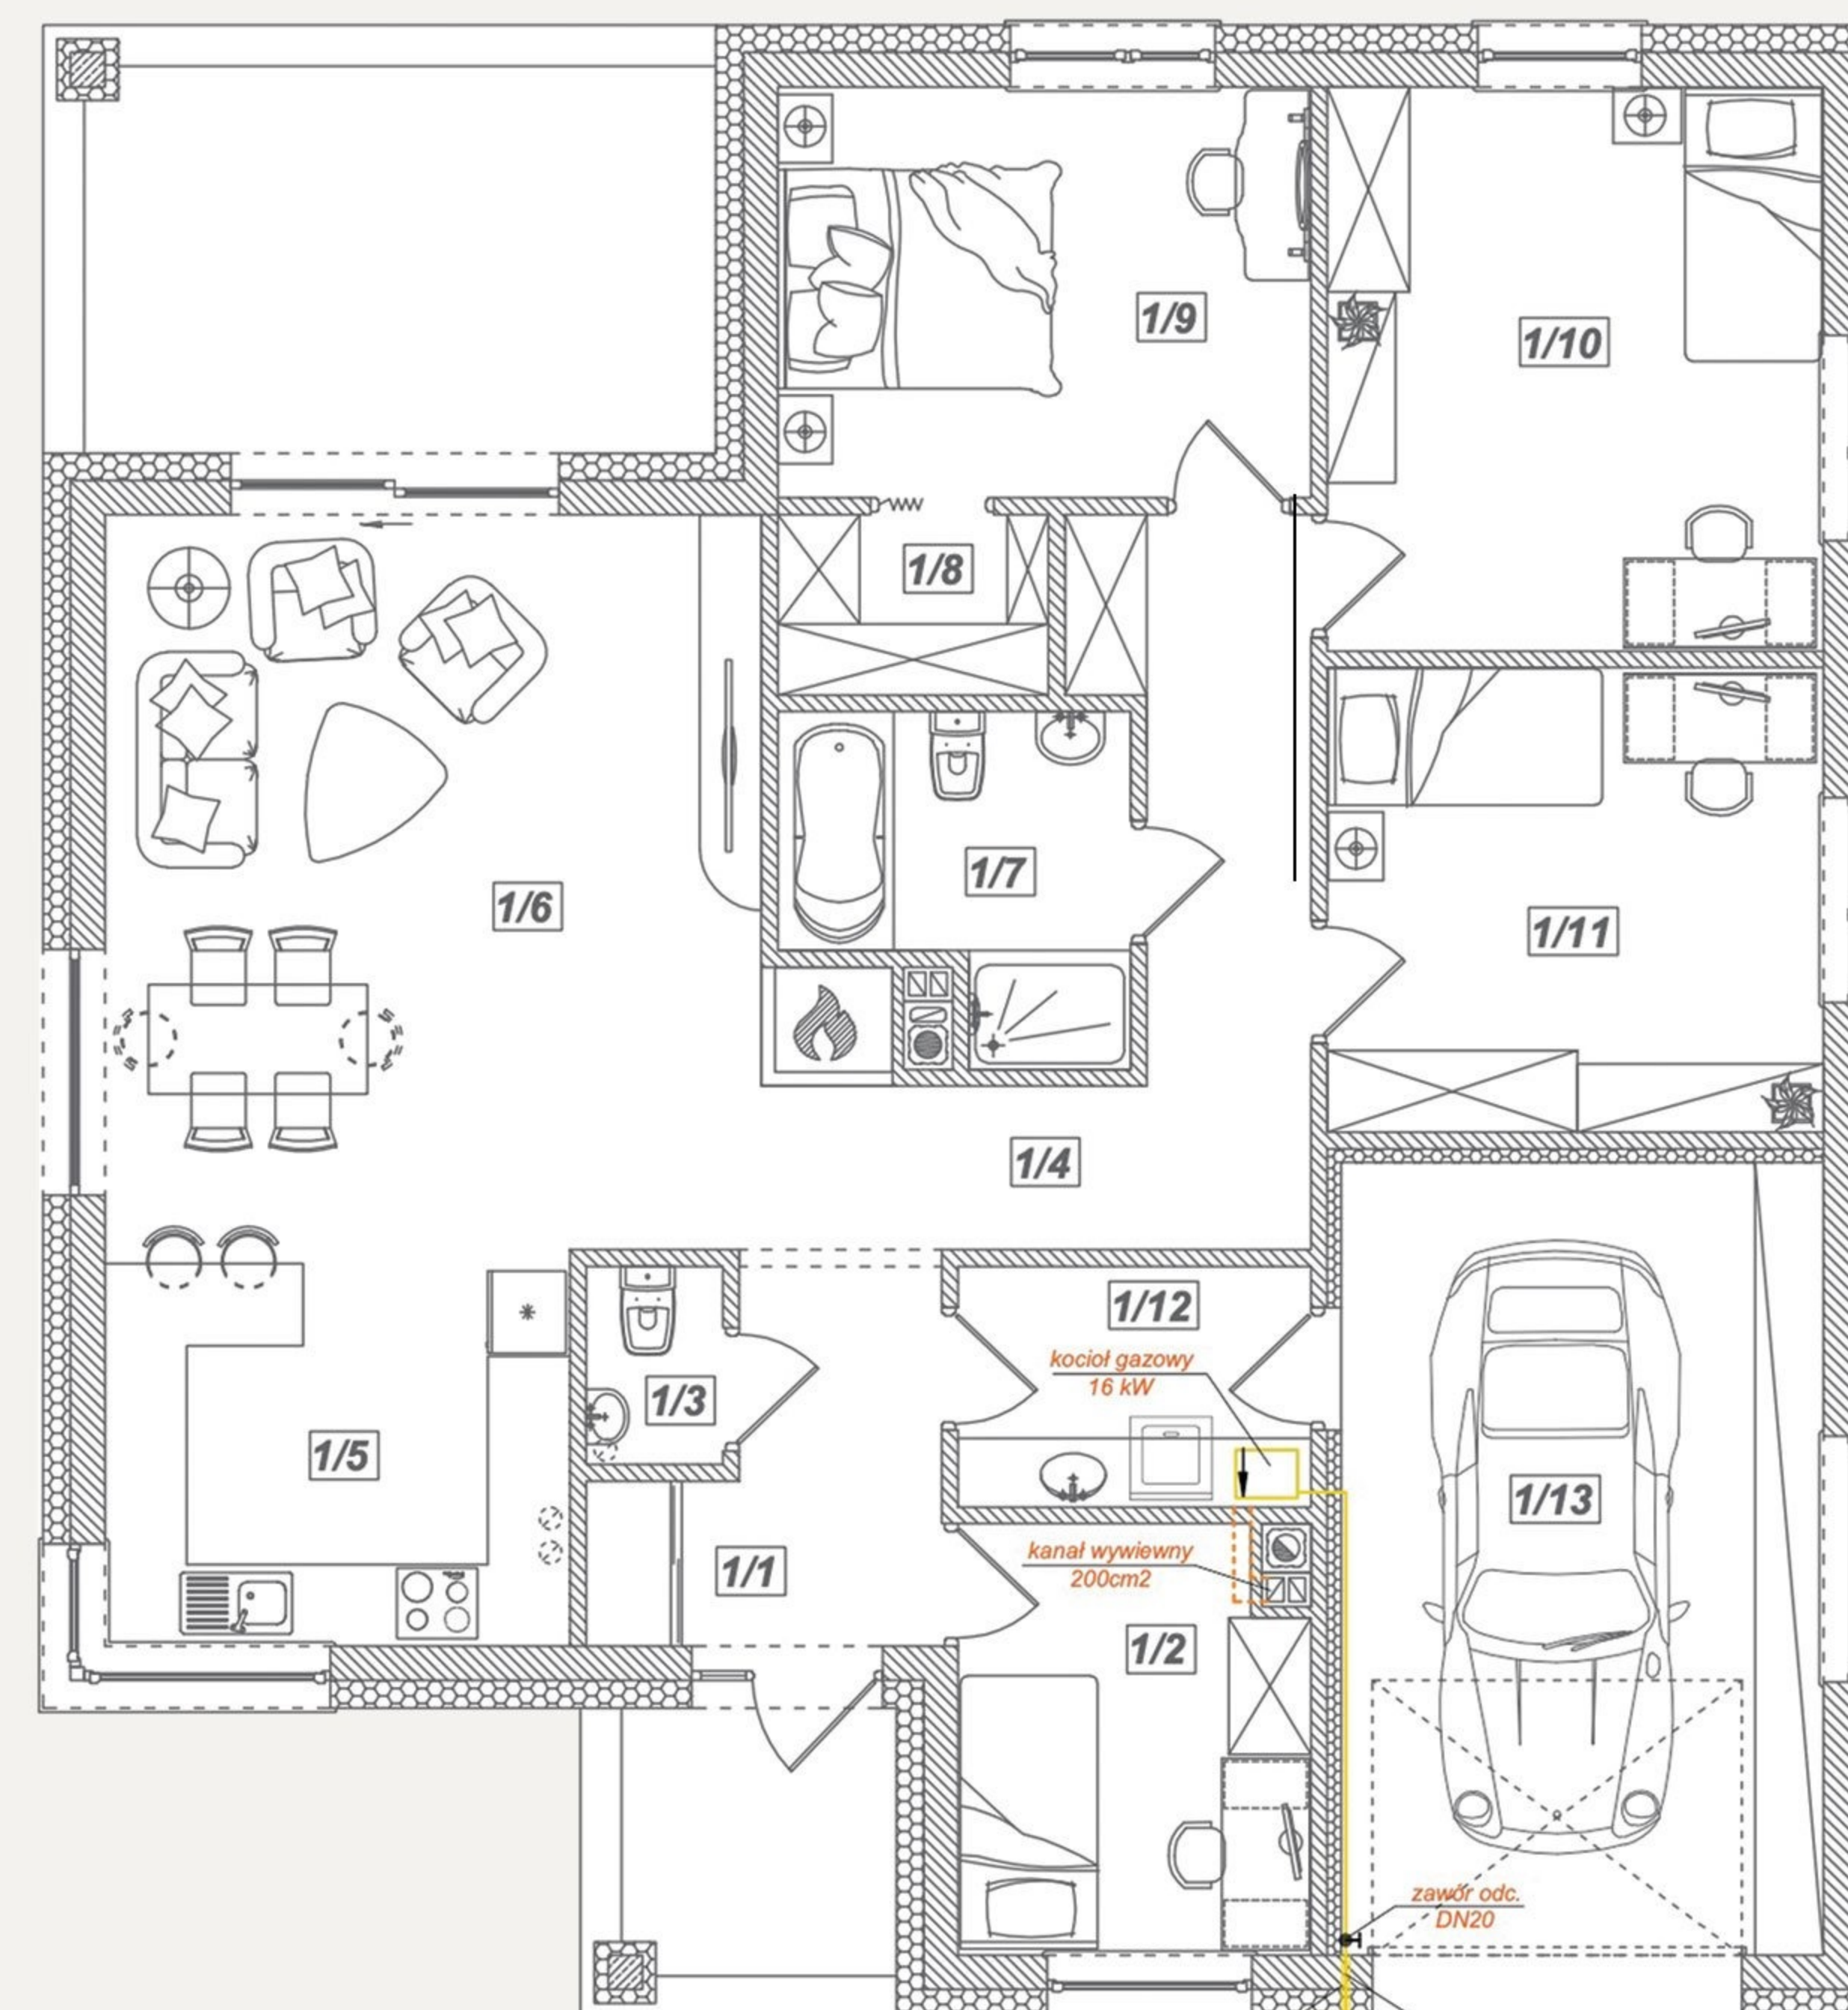 1/9
1/10
1/8
1/7
1/6
1/11
1/4
1/12
kocioł gazowy
16 kW
1/3
1/5
1/13
kanał wywiewny
200cm2
1/1
1/2
zawór odc.
DN20